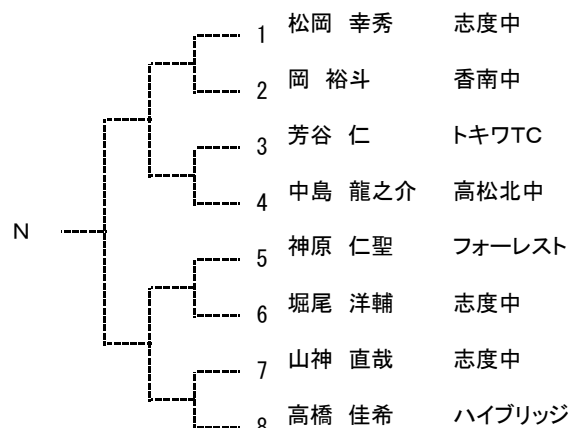 1 松岡 幸秀 志度中
2 岡 裕斗 香南中
3 芳谷 仁 トキワTC
4 中島 龍之介 高松北中
N
5 神原 仁聖 フォーレスト
6 堀尾 洋輔 志度中
7 山神 直哉 志度中
8 高橋 佳希 ハイブリッジ